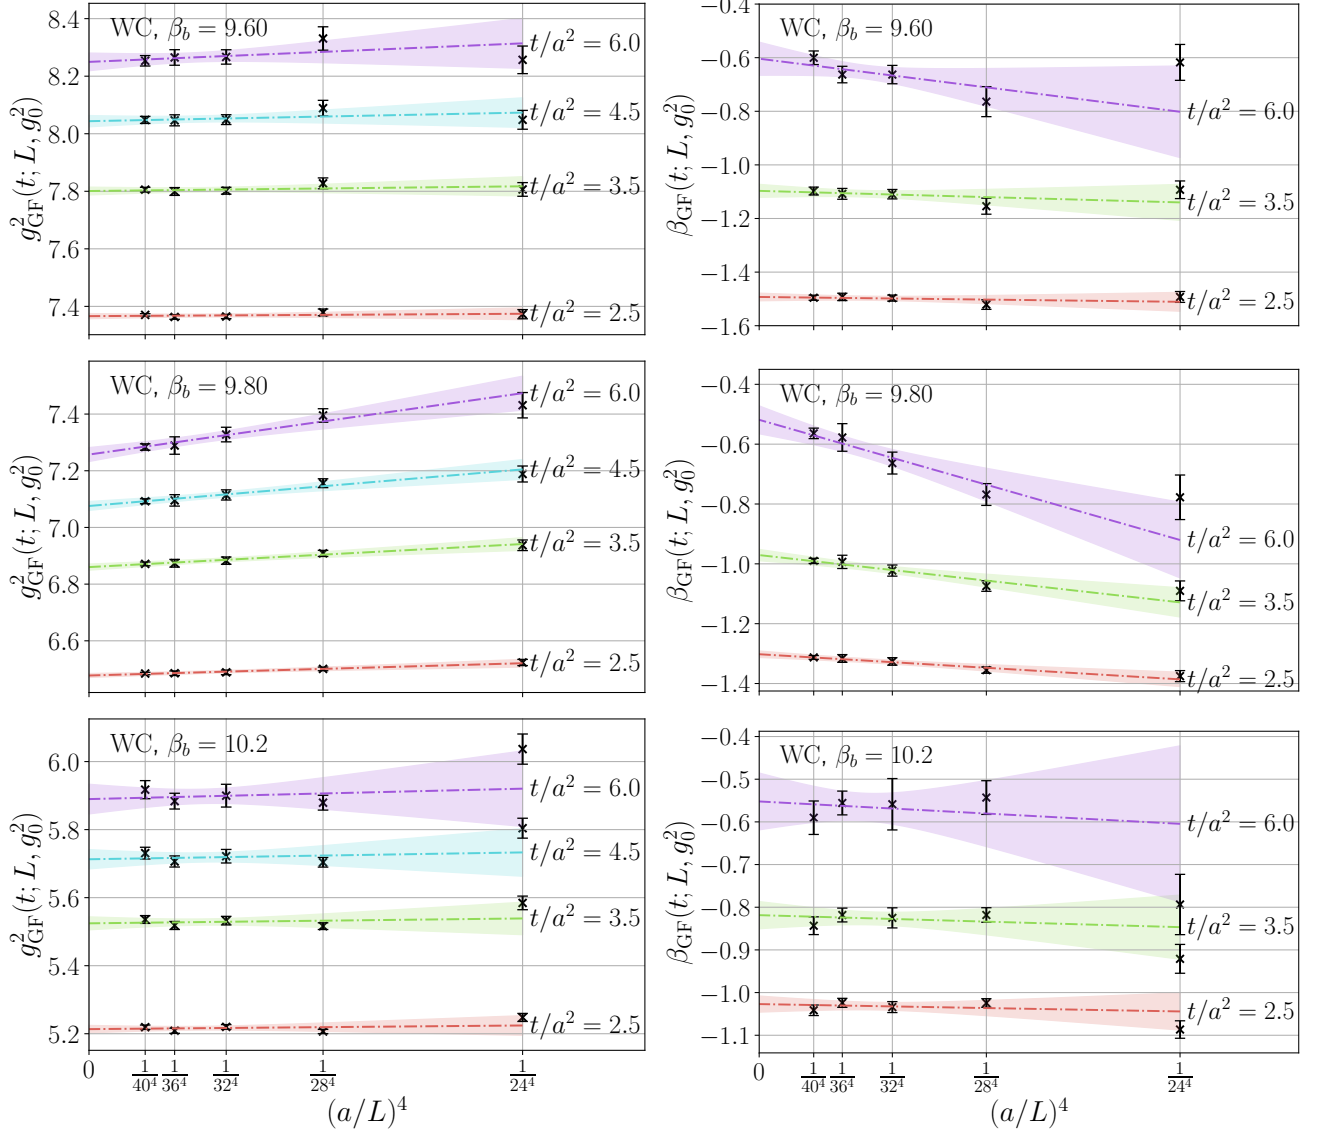 WC, β_b = 9.60
8.4
8.2
8.0
7.8
7.6
7.4
g²_GF(t; L, g²_0)
t/a² = 6.0
t/a² = 4.5
t/a² = 3.5
t/a² = 2.5
WC, β_b = 9.60
−0.4
−0.6
−0.8
−1.0
−1.2
−1.4
−1.6
β_GF(t; L, g²_0)
t/a² = 6.0
t/a² = 3.5
t/a² = 2.5
WC, β_b = 9.80
7.4
7.2
7.0
6.8
6.6
g²_GF(t; L, g²_0)
t/a² = 6.0
t/a² = 4.5
t/a² = 3.5
t/a² = 2.5
WC, β_b = 9.80
−0.4
−0.6
−0.8
−1.0
−1.2
−1.4
β_GF(t; L, g²_0)
t/a² = 6.0
t/a² = 3.5
t/a² = 2.5
WC, β_b = 10.2
6.0
5.8
5.6
5.4
5.2
g²_GF(t; L, g²_0)
t/a² = 6.0
t/a² = 4.5
t/a² = 3.5
t/a² = 2.5
0 1/40⁴ 1/36⁴ 1/32⁴ 1/28⁴ 1/24⁴
(a/L)⁴
WC, β_b = 10.2
−0.4
−0.5
−0.6
−0.7
−0.8
−0.9
−1.0
−1.1
β_GF(t; L, g²_0)
t/a² = 6.0
t/a² = 3.5
t/a² = 2.5
0 1/40⁴ 1/36⁴ 1/32⁴ 1/28⁴ 1/24⁴
(a/L)⁴